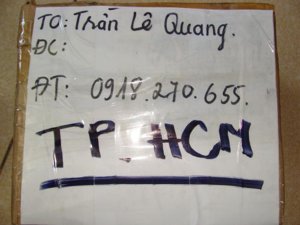 TO: Trần Lê Quang.
ĐC:
ĐT: 0918.270.655.
TP.HCM